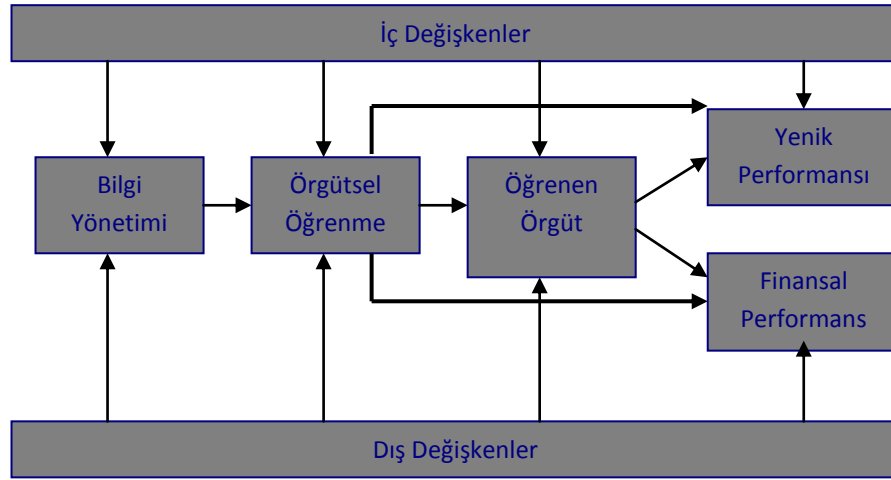 İç Değişkenler
Bilgi
Yönetimi
Örgütsel
Öğrenme
Öğrenen
Örgüt
Yenik
Performansı
Finansal
Performans
Dış Değişkenler